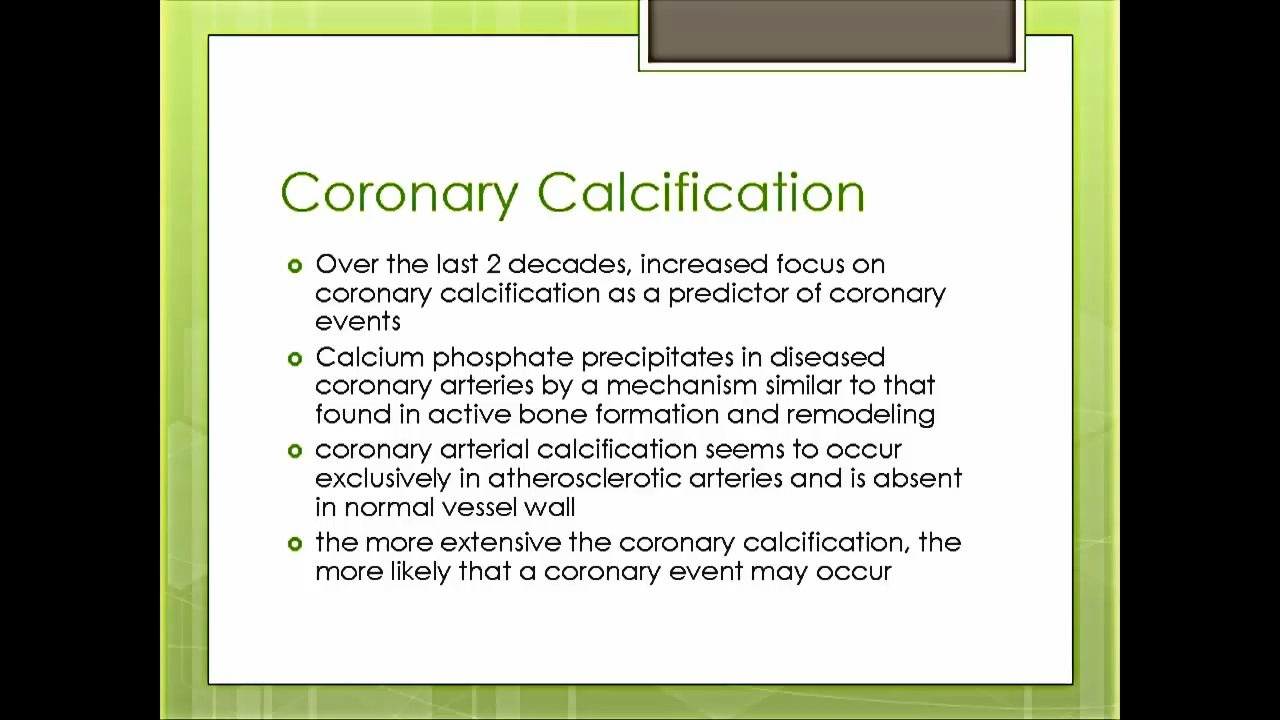 Coronary Calcification
Over the last 2 decades, increased focus on
coronary calcification as a predictor of coronary
events
Calcium phosphate precipitates in diseased
coronary arteries by a mechanism similar to that
found in active bone formation and remodeling
coronary arterial calcification seems to occur
exclusively in atherosclerotic arteries and is absent
in normal vessel wall
the more extensive the coronary calcification, the
more likely that a coronary event may occur